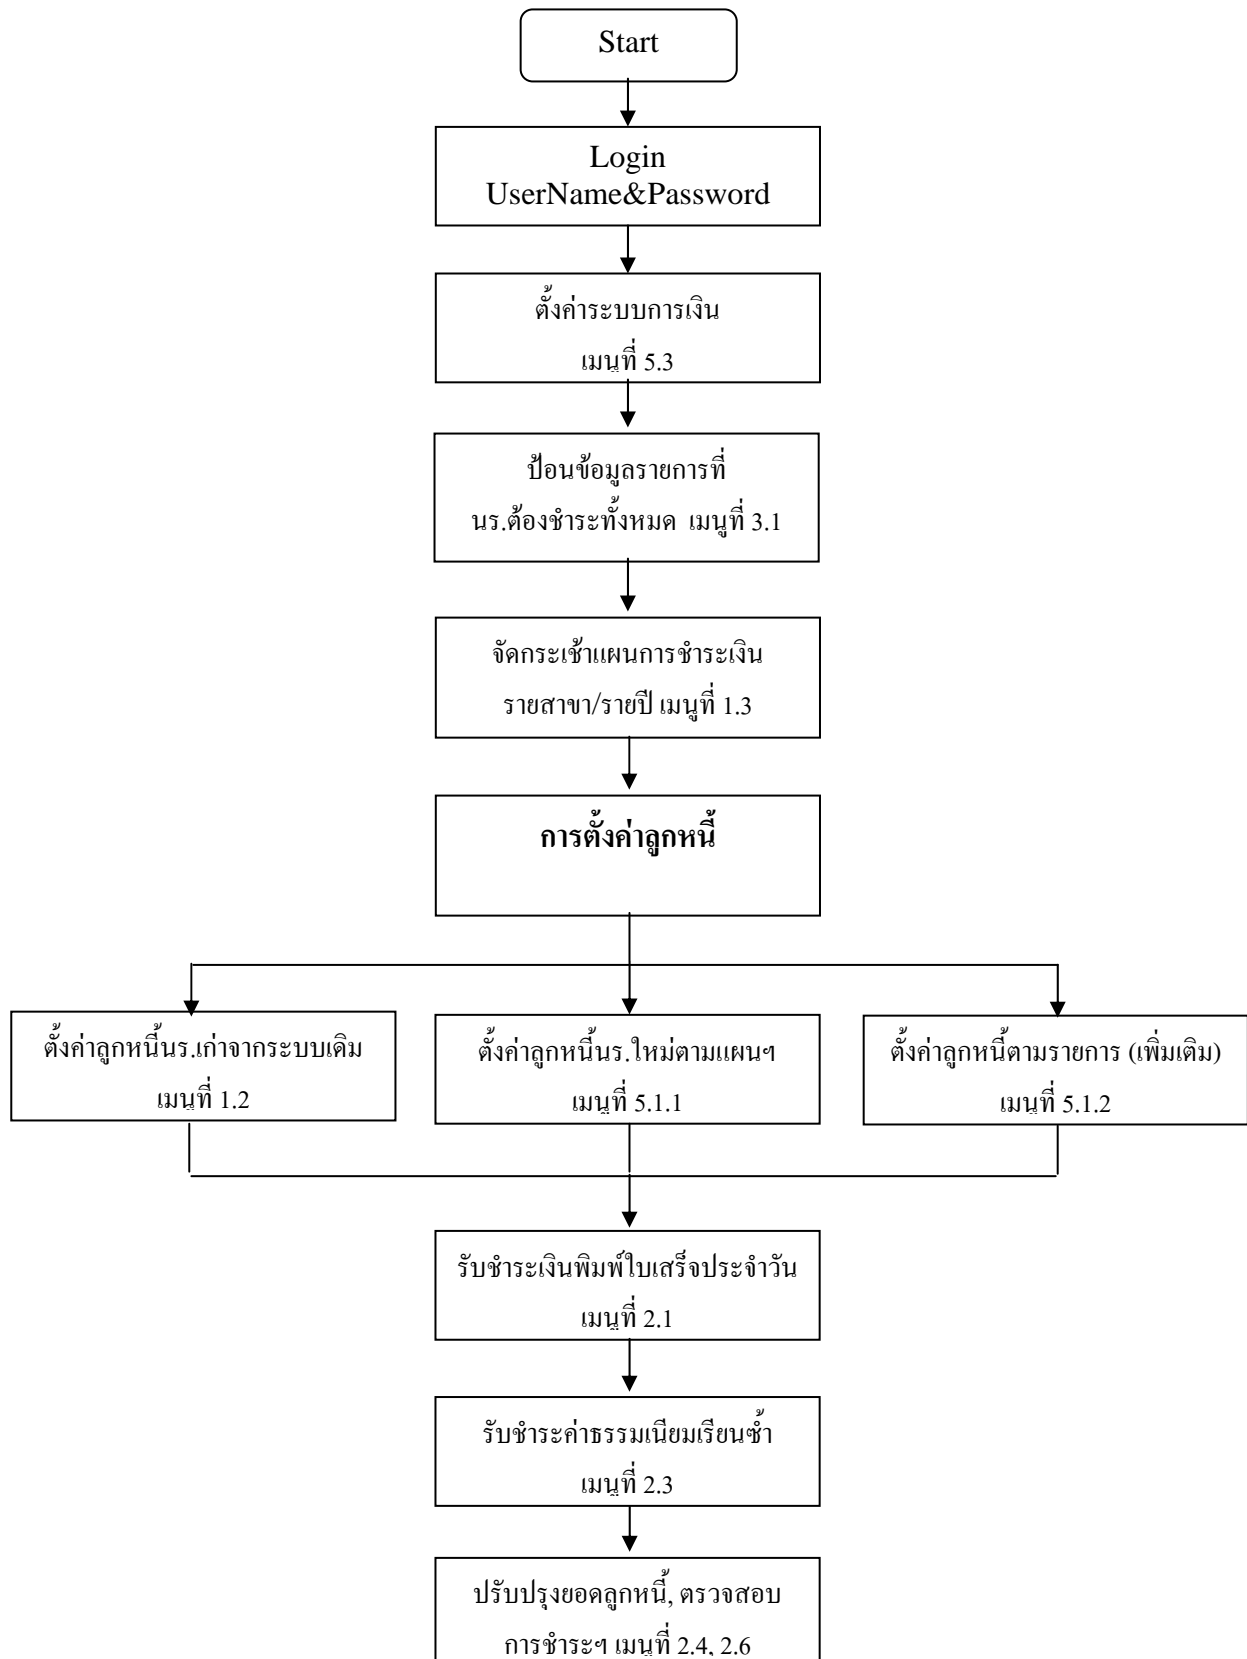 Start
Login
UserName&Password
ตั้งค่าระบบการเงิน
เมนูที่ 5.3
ป้อนข้อมูลรายการที่
นร.ต้องชำระทั้งหมด เมนูที่ 3.1
จัดกระเช้าแผนการชำระเงิน
รายสาขา/รายปี เมนูที่ 1.3
การตั้งค่าลูกหนี้
ตั้งค่าลูกหนี้นร.เก่าจากระบบเดิม
เมนูที่ 1.2
ตั้งค่าลูกหนี้นร.ใหม่ตามแผนฯ
เมนูที่ 5.1.1
ตั้งค่าลูกหนี้ตามรายการ (เพิ่มเติม)
เมนูที่ 5.1.2
รับชำระเงินพิมพ์ใบเสร็จประจำวัน
เมนูที่ 2.1
รับชำระค่าธรรมเนียมเรียนซ้ำ
เมนูที่ 2.3
ปรับปรุงยอดลูกหนี้, ตรวจสอบ
การชำระฯ เมนูที่ 2.4, 2.6